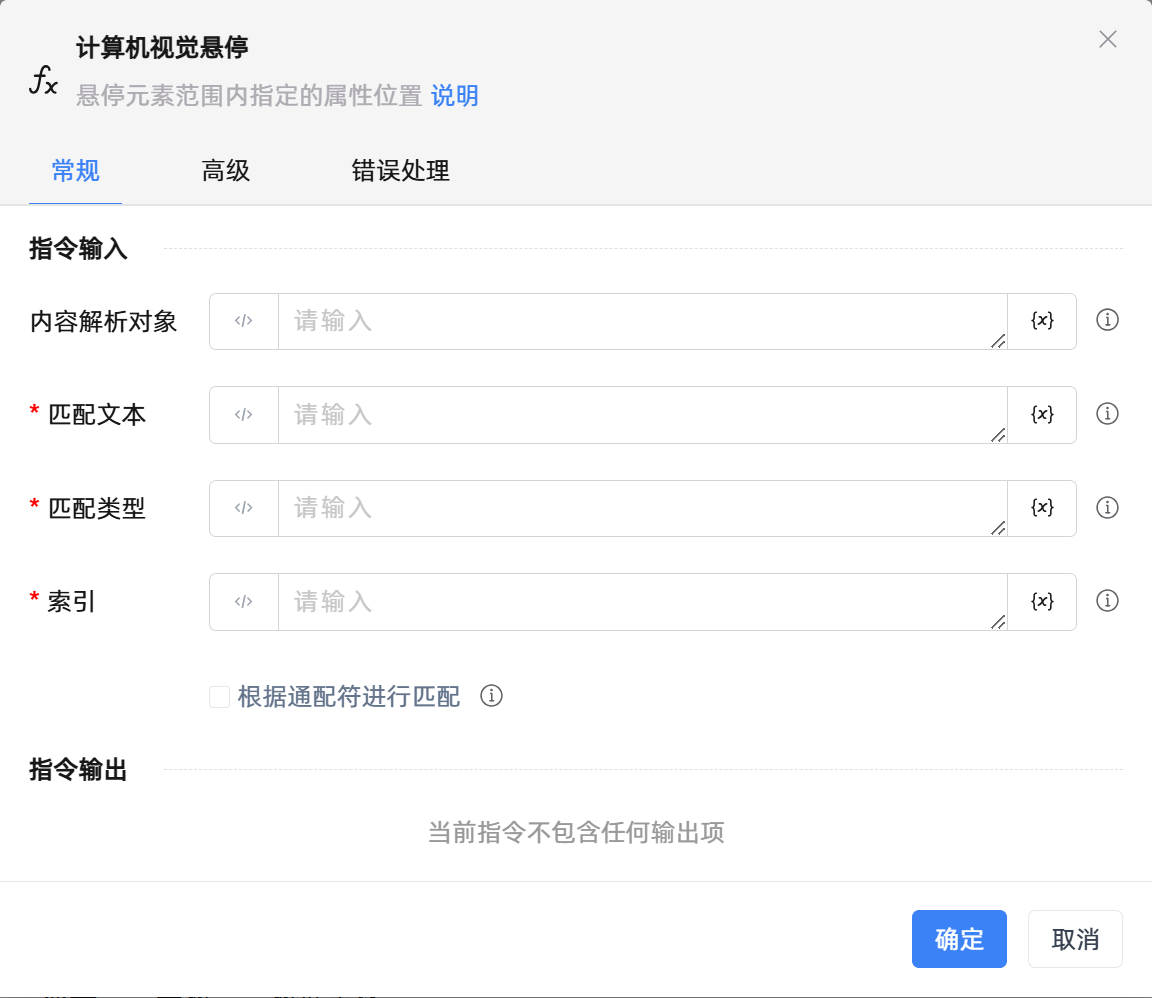 计算机视觉悬停
悬停元素范围内指定的属性位置 说明
常规 高级 错误处理
指令输入
内容解析对象 </> 请输入 {x}
* 匹配文本 </> 请输入 {x}
* 匹配类型 </> 请输入 {x}
* 索引 </> 请输入 {x}
根据通配符进行匹配
指令输出
当前指令不包含任何输出项
确定 取消